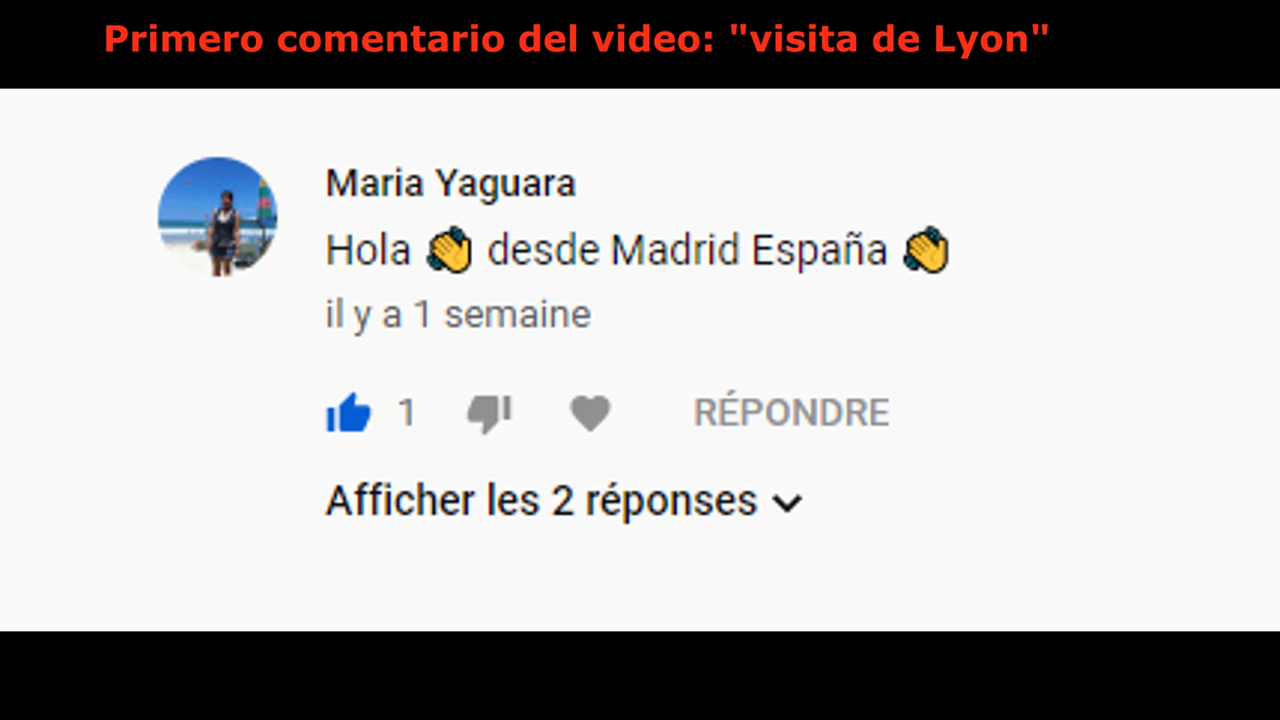 Primero comentario del video: "visita de Lyon"
Maria Yaguara
Hola 👏 desde Madrid España 👏
il y a 1 semaine
1 RÉPONDRE
Afficher les 2 réponses